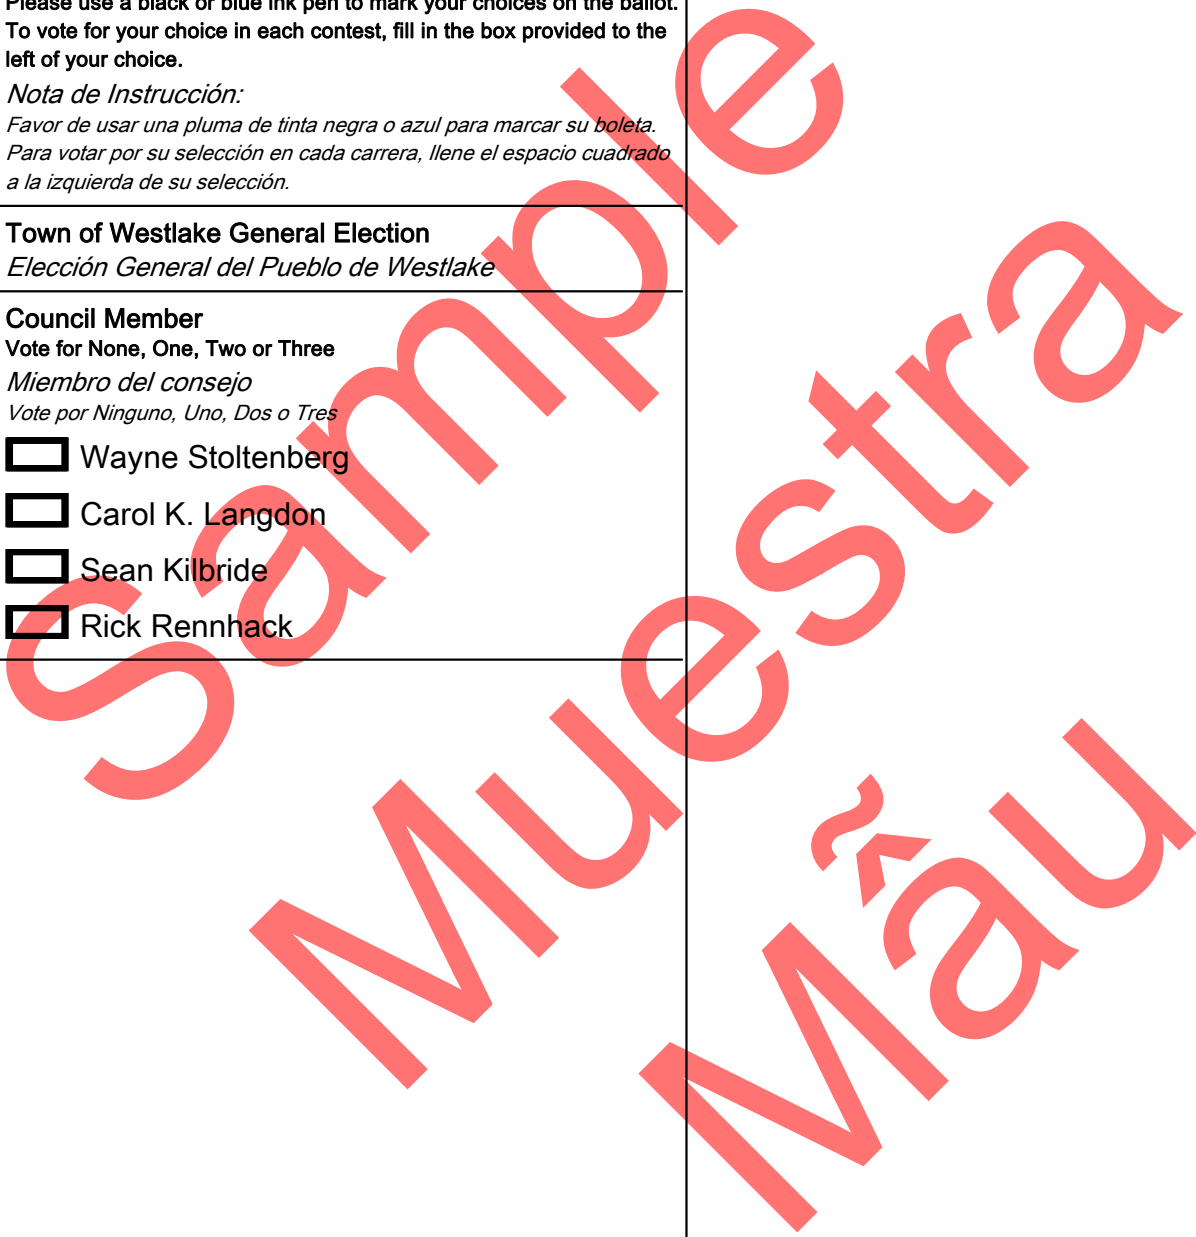 Please use a black or blue ink pen to mark your choices on the ballot.
To vote for your choice in each contest, fill in the box provided to the
left of your choice.
Nota de Instrucción:
Favor de usar una pluma de tinta negra o azul para marcar su boleta.
Para votar por su selección en cada carrera, llene el espacio cuadrado
a la izquierda de su selección.
Town of Westlake General Election
Elección General del Pueblo de Westlake
Council Member
Vote for None, One, Two or Three
Miembro del consejo
Vote por Ninguno, Uno, Dos o Tres
Wayne Stoltenberg
Carol K. Langdon
Sean Kilbride
Rick Rennhack
Sample
Muestra
Mẫu